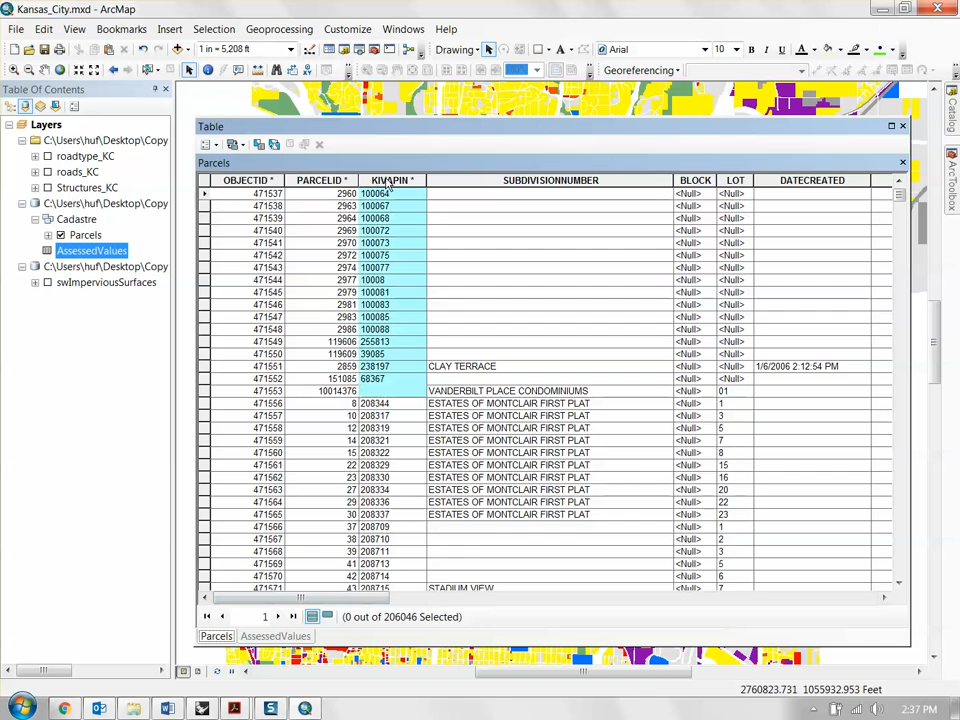 Kansas_City.mxd - ArcMap
File Edit View Bookmarks Insert Selection Geoprocessing Customize Windows Help
1 in = 5,208 ft Drawing Arial 10 B I U A
100% Georeferencing
Table Of Contents
Layers
C:\Users\huf\Desktop\Copy
roadtype_KC
roads_KC
Structures_KC
C:\Users\huf\Desktop\Copy
Cadastre
Parcels
AssessedValues
C:\Users\huf\Desktop\Copy
swImperviousSurfaces
Catalog
ArcToolbox
Table
Parcels
OBJECTID * PARCELID * KIVAPIN * SUBDIVISIONNUMBER BLOCK LOT DATECREATED
471537 2960 100064 <Null> <Null>
471538 2963 100067 <Null> <Null>
471539 2964 100068 <Null> <Null>
471540 2969 100072 <Null> <Null>
471541 2970 100073 <Null> <Null>
471542 2972 100075 <Null> <Null>
471543 2974 100077 <Null> <Null>
471544 2977 10008 <Null> <Null>
471545 2979 100081 <Null> <Null>
471546 2981 100083 <Null> <Null>
471547 2983 100085 <Null> <Null>
471548 2986 100088 <Null> <Null>
471549 119606 255813 <Null> <Null>
471550 119609 39085 <Null> <Null>
471551 2859 238197 CLAY TERRACE <Null> <Null> 1/6/2006 2:12:54 PM
471552 151085 68367 <Null> <Null>
471553 10014376 VANDERBILT PLACE CONDOMINIUMS <Null> 01
471556 8 208344 ESTATES OF MONTCLAIR FIRST PLAT <Null> 1
471557 10 208317 ESTATES OF MONTCLAIR FIRST PLAT <Null> 3
471558 12 208319 ESTATES OF MONTCLAIR FIRST PLAT <Null> 5
471559 14 208321 ESTATES OF MONTCLAIR FIRST PLAT <Null> 7
471560 15 208322 ESTATES OF MONTCLAIR FIRST PLAT <Null> 8
471561 22 208329 ESTATES OF MONTCLAIR FIRST PLAT <Null> 15
471562 23 208330 ESTATES OF MONTCLAIR FIRST PLAT <Null> 16
471563 27 208334 ESTATES OF MONTCLAIR FIRST PLAT <Null> 20
471564 29 208336 ESTATES OF MONTCLAIR FIRST PLAT <Null> 22
471565 30 208337 ESTATES OF MONTCLAIR FIRST PLAT <Null> 23
471566 37 208709 <Null> 1
471567 38 208710 <Null> 2
471568 39 208711 <Null> 3
471569 41 208713 <Null> 5
471570 42 208714 <Null> 6
471571 43 208715 STADIUM VIEW <Null> 7
1 (0 out of 206046 Selected)
Parcels AssessedValues
2760823.731 1055932.953 Feet
2:37 PM